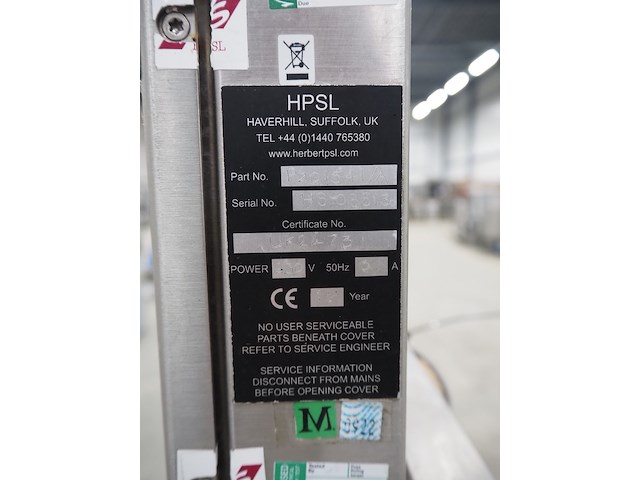 HPSL
HAVERHILL, SUFFOLK, UK
TEL +44 (0)1440 765380
www.herbertpsl.com
Part No.
Serial No.
Certificate No.
POWER V 50Hz A
CE Year
NO USER SERVICEABLE
PARTS BENEATH COVER
REFER TO SERVICE ENGINEER
SERVICE INFORMATION
DISCONNECT FROM MAINS
BEFORE OPENING COVER
M